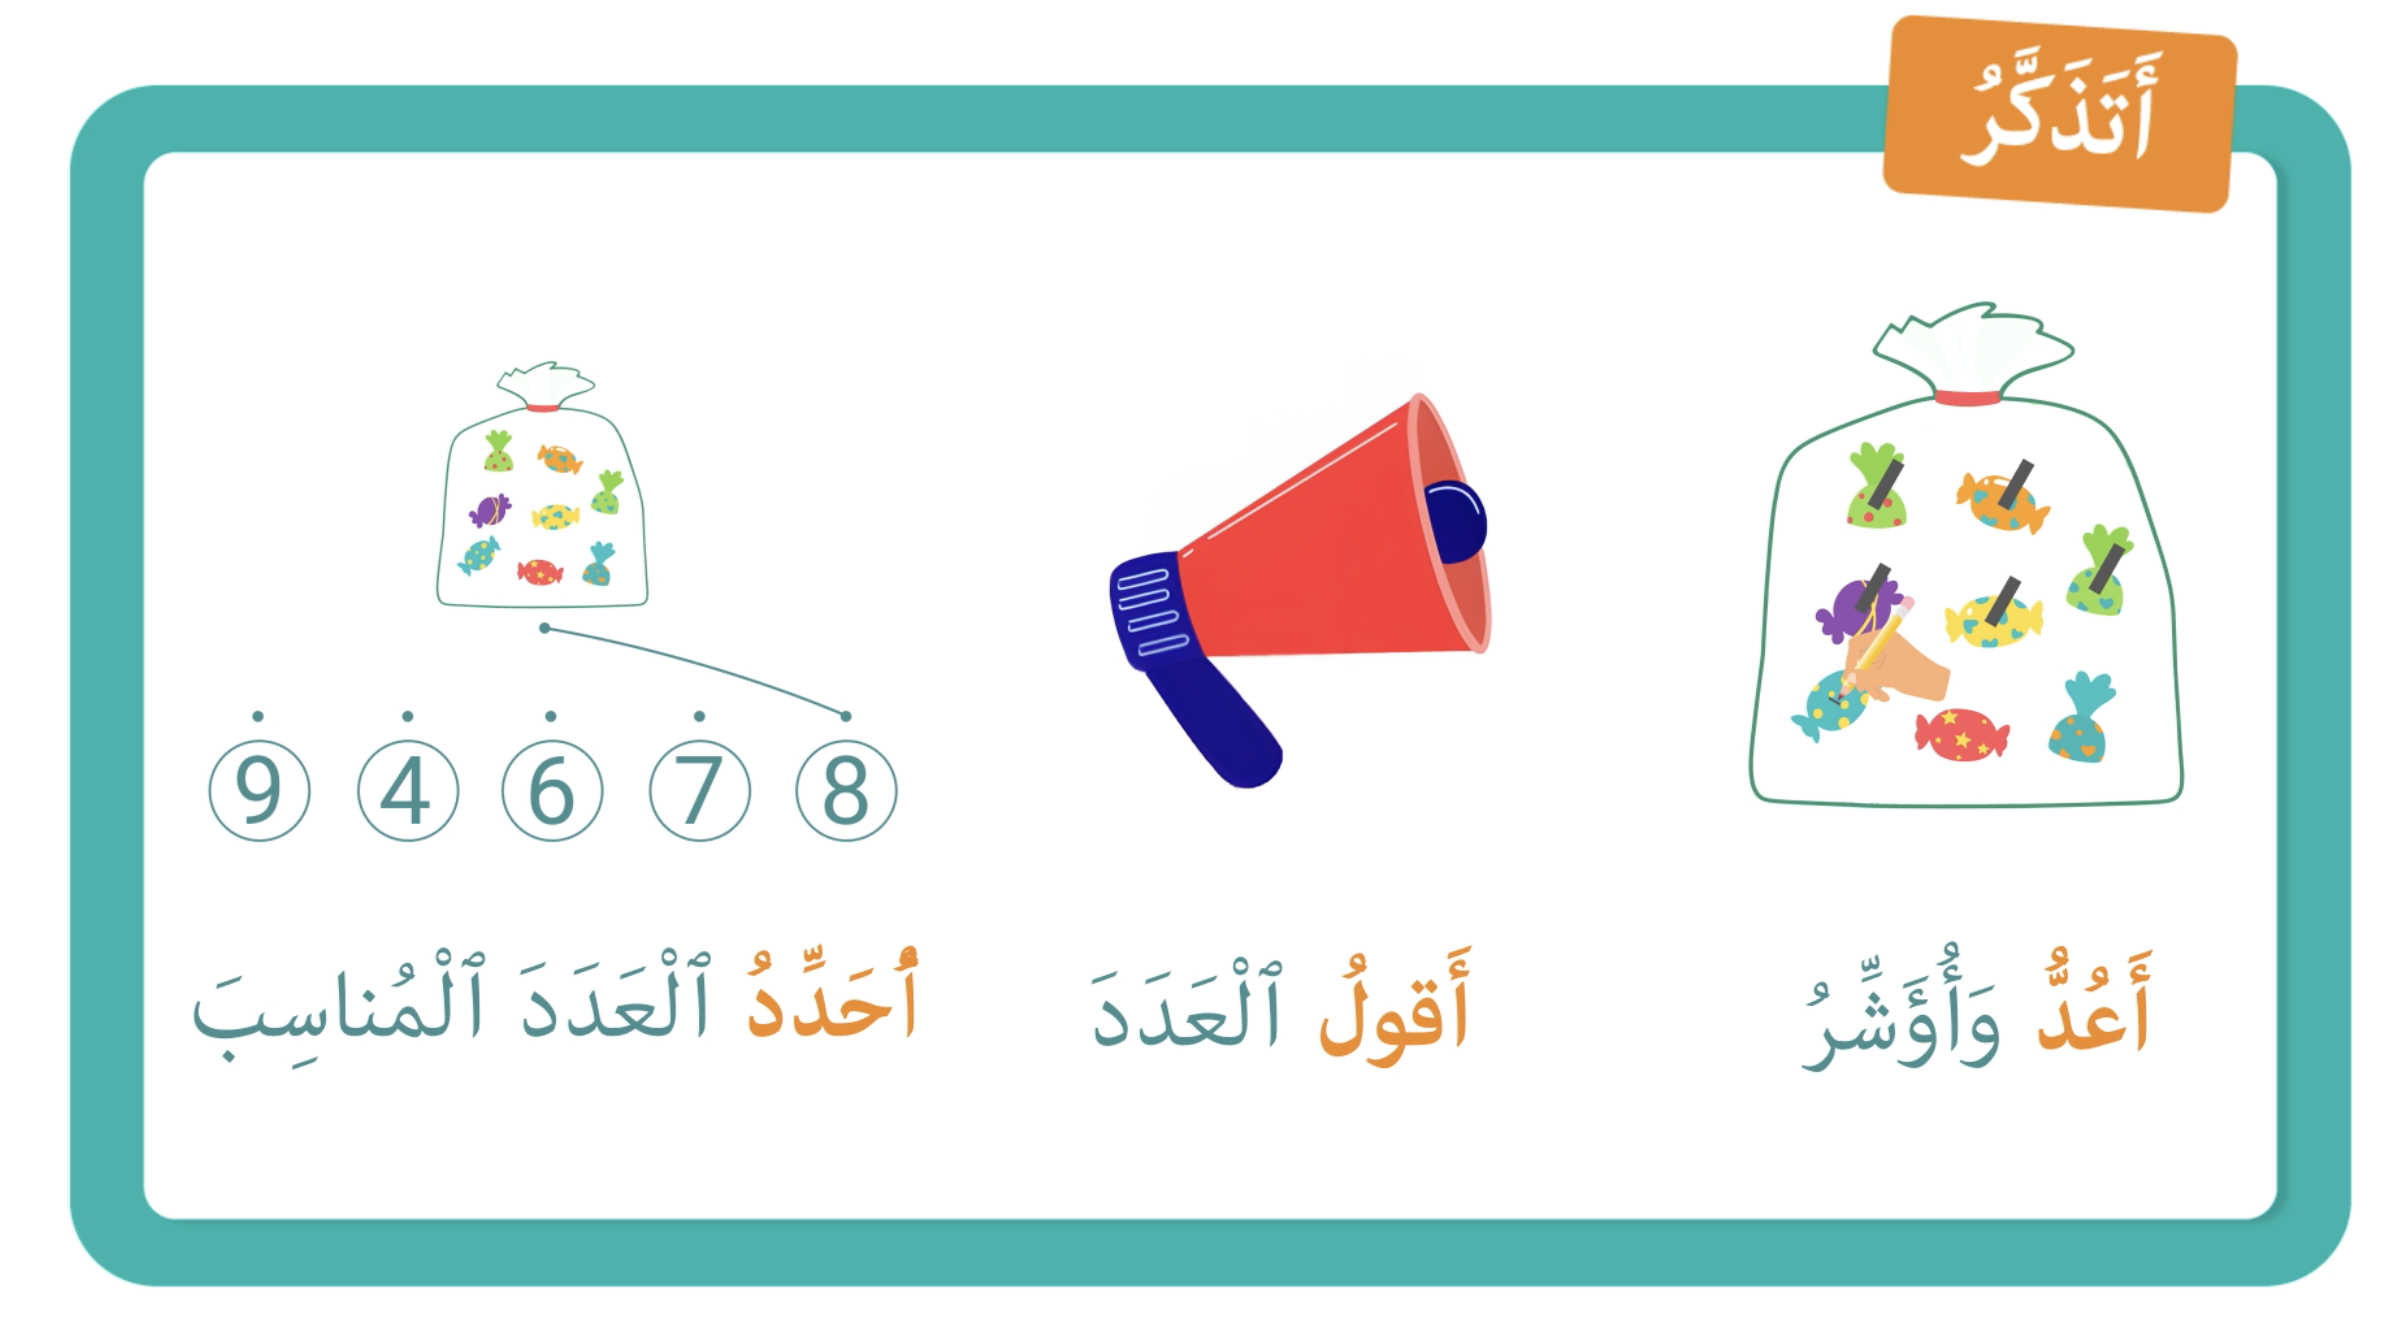 أَتَذَكَّرُ
8 7 6 4 9
أَعُدُّ وَأُؤَشِّرُ
أَقولُ ٱلْعَدَدَ
أُحَدِّدُ ٱلْعَدَدَ ٱلْمُناسِبَ